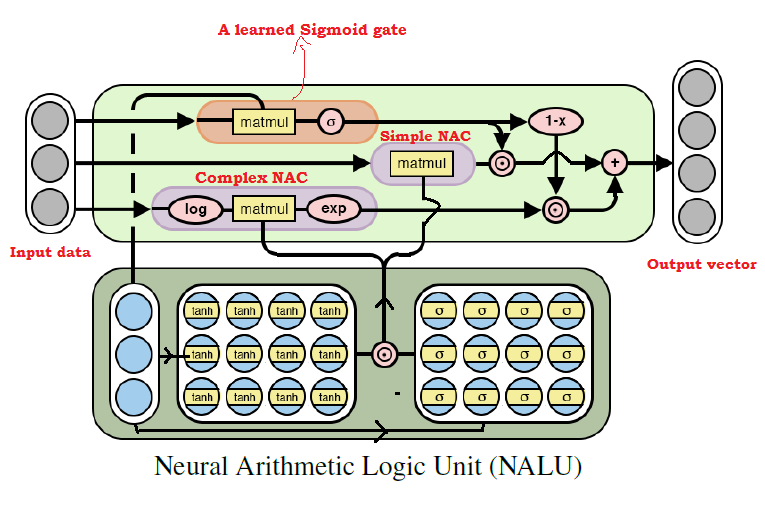 A learned Sigmoid gate
matmul σ 1-x
Simple NAC
matmul +
Complex NAC
log matmul exp
Input data
Output vector
tanh tanh tanh tanh σ σ σ σ
tanh tanh tanh tanh σ σ σ σ
tanh tanh tanh tanh σ σ σ σ
Neural Arithmetic Logic Unit (NALU)